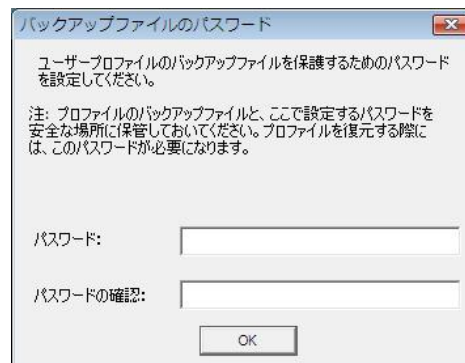 バックアップファイルのパスワード
ユーザープロファイルのバックアップファイルを保護するためのパスワード
を設定してください。
注: プロファイルのバックアップファイルと、ここで設定するパスワードを
安全な場所に保管しておいてください。プロファイルを復元する際に
は、このパスワードが必要になります。
パスワード:
パスワードの確認:
OK